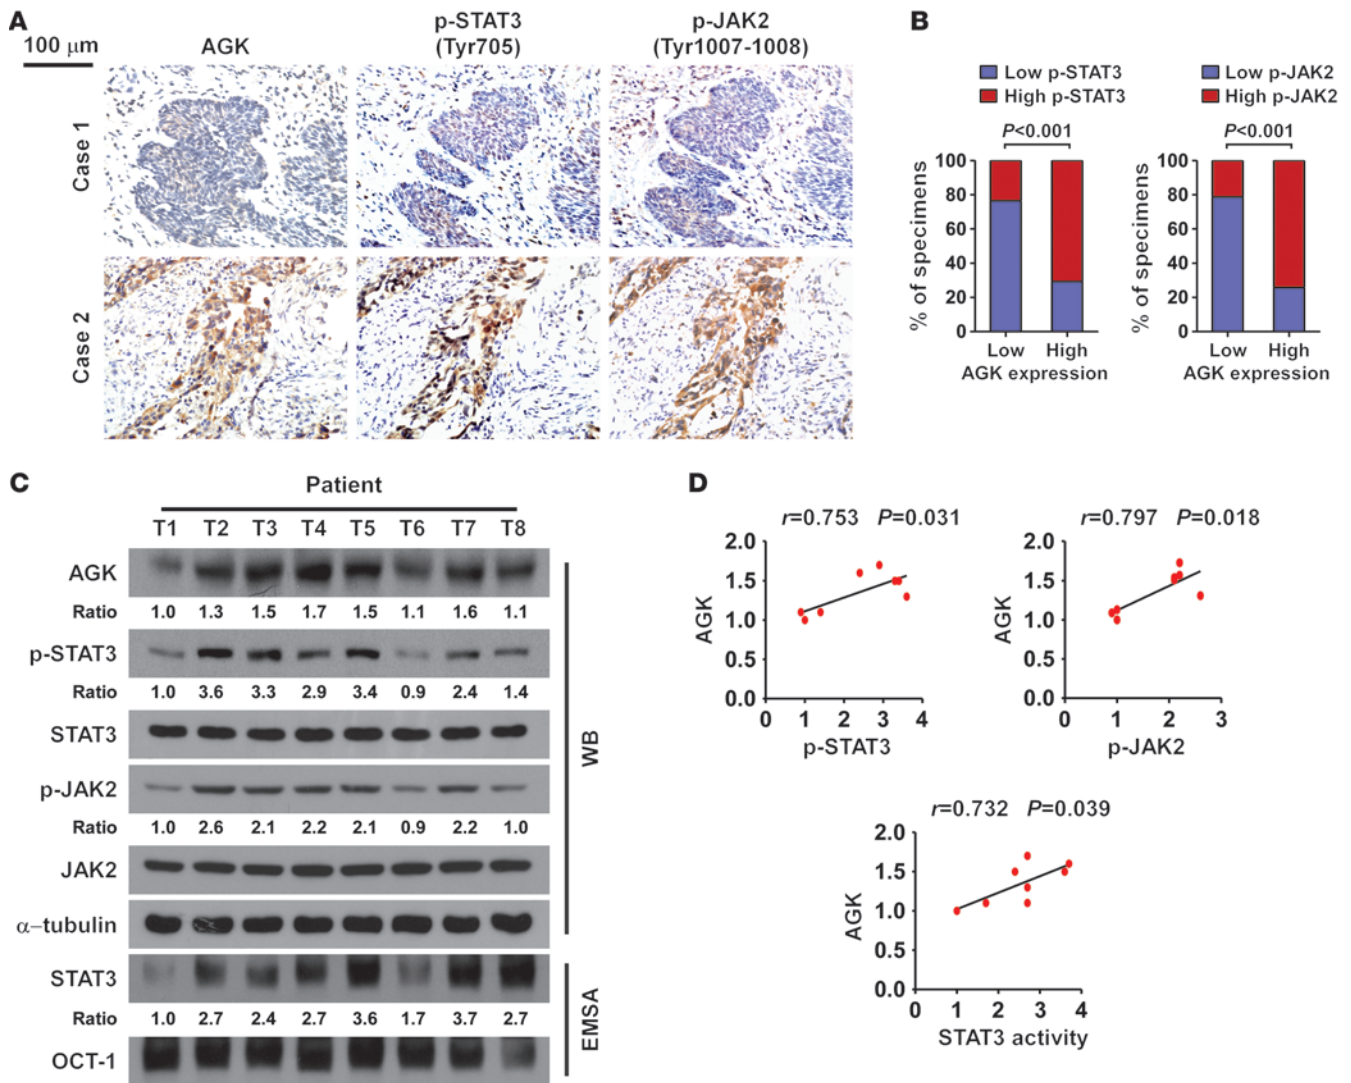 A
100 μm
AGK
p-STAT3
(Tyr705)
p-JAK2
(Tyr1007-1008)
Case 1
Case 2
B
Low p-STAT3
High p-STAT3
P<0.001
% of specimens
100
80
60
40
20
0
Low High
AGK expression
Low p-JAK2
High p-JAK2
P<0.001
% of specimens
100
80
60
40
20
0
Low High
AGK expression
C
Patient
T1 T2 T3 T4 T5 T6 T7 T8
AGK
Ratio 1.0 1.3 1.5 1.7 1.5 1.1 1.6 1.1
p-STAT3
Ratio 1.0 3.6 3.3 2.9 3.4 0.9 2.4 1.4
STAT3
p-JAK2
Ratio 1.0 2.6 2.1 2.2 2.1 0.9 2.2 1.0
JAK2
α−tubulin
WB
STAT3
Ratio 1.0 2.7 2.4 2.7 3.6 1.7 3.7 2.7
OCT-1
EMSA
D
r=0.753 P=0.031
AGK
2.0
1.5
1.0
0.5
0.0
0 1 2 3 4
p-STAT3
r=0.797 P=0.018
AGK
2.0
1.5
1.0
0.5
0.0
0 1 2 3
p-JAK2
r=0.732 P=0.039
AGK
2.0
1.5
1.0
0.5
0.0
0 1 2 3 4
STAT3 activity